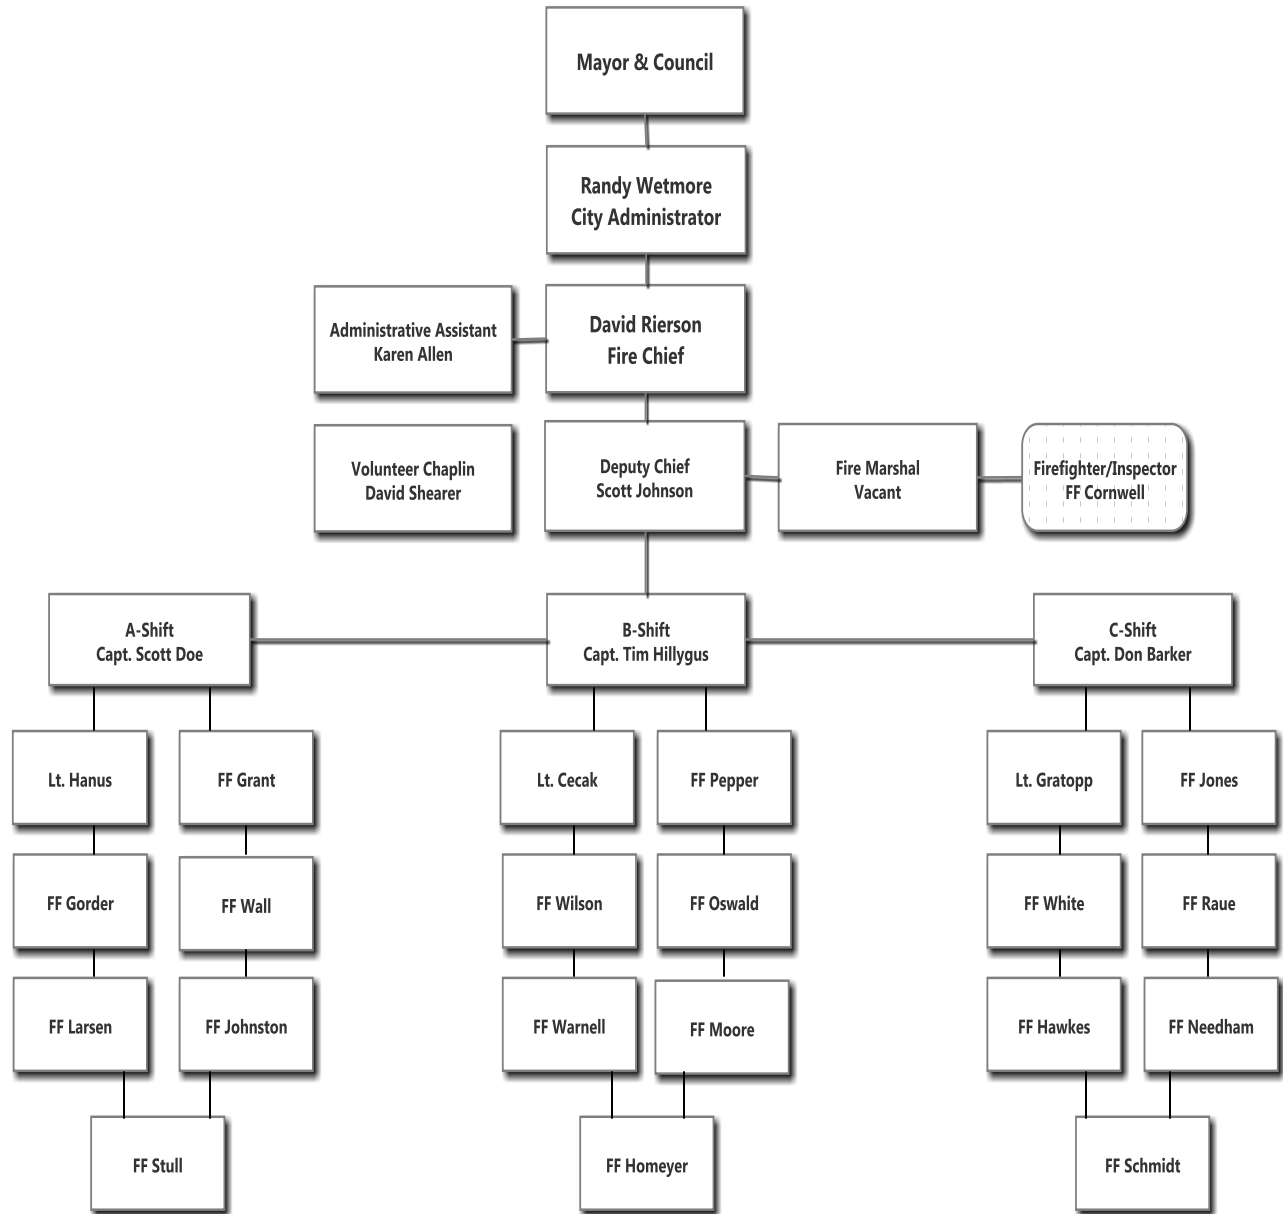 Mayor & Council
Randy Wetmore
City Administrator
Administrative Assistant
Karen Allen
David Rierson
Fire Chief
Volunteer Chaplin
David Shearer
Deputy Chief
Scott Johnson
Fire Marshal
Vacant
Firefighter/Inspector
FF Cornwell
A-Shift
Capt. Scott Doe
B-Shift
Capt. Tim Hillygus
C-Shift
Capt. Don Barker
Lt. Hanus
FF Grant
Lt. Cecak
FF Pepper
Lt. Gratopp
FF Jones
FF Gorder
FF Wall
FF Wilson
FF Oswald
FF White
FF Raue
FF Larsen
FF Johnston
FF Warnell
FF Moore
FF Hawkes
FF Needham
FF Stull
FF Homeyer
FF Schmidt